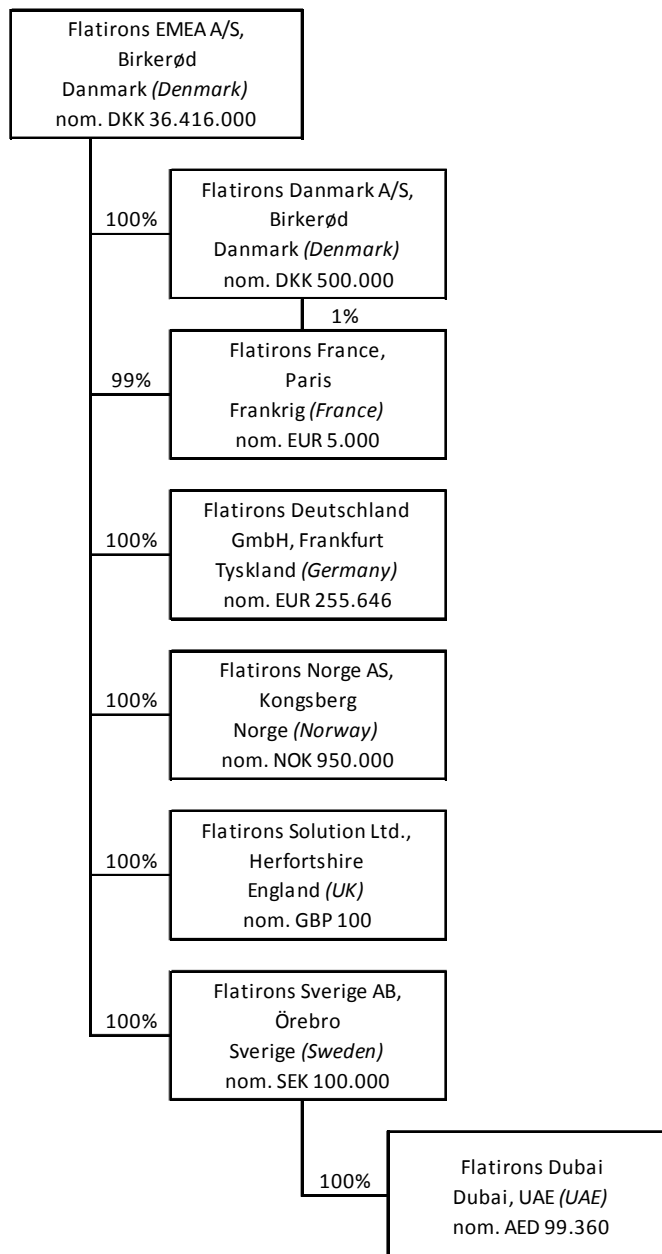 Flatirons EMEA A/S,
Birkerød
Danmark (Denmark)
nom. DKK 36.416.000
100%
Flatirons Danmark A/S,
Birkerød
Danmark (Denmark)
nom. DKK 500.000
1%
99%
Flatirons France,
Paris
Frankrig (France)
nom. EUR 5.000
100%
Flatirons Deutschland
GmbH, Frankfurt
Tyskland (Germany)
nom. EUR 255.646
100%
Flatirons Norge AS,
Kongsberg
Norge (Norway)
nom. NOK 950.000
100%
Flatirons Solution Ltd.,
Herfortshire
England (UK)
nom. GBP 100
100%
Flatirons Sverige AB,
Örebro
Sverige (Sweden)
nom. SEK 100.000
100%
Flatirons Dubai
Dubai, UAE (UAE)
nom. AED 99.360